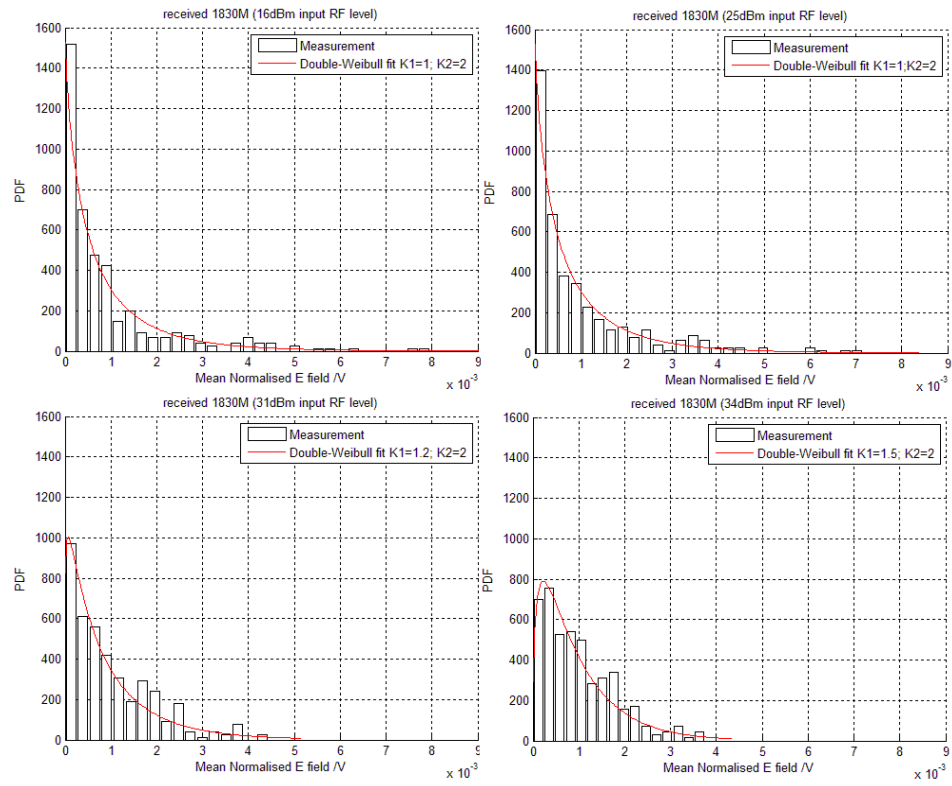 received 1830M (16dBm input RF level)
Measurement
Double-Weibull fit K1=1; K2=2
PDF
1600
1400
1200
1000
800
600
400
200
0
0 1 2 3 4 5 6 7 8 9
Mean Normalised E field /V
x 10⁻³
received 1830M (25dBm input RF level)
Measurement
Double-Weibull fit K1=1;K2=2
PDF
1600
1400
1200
1000
800
600
400
200
0
0 1 2 3 4 5 6 7 8 9
Mean Normalised E field /V
x 10⁻³
received 1830M (31dBm input RF level)
Measurement
Double-Weibull fit K1=1.2; K2=2
PDF
1600
1400
1200
1000
800
600
400
200
0
0 1 2 3 4 5 6 7 8 9
Mean Normalised E field /V
x 10⁻³
received 1830M (34dBm input RF level)
Measurement
Double-Weibull fit K1=1.5; K2=2
PDF
1600
1400
1200
1000
800
600
400
200
0
0 1 2 3 4 5 6 7 8 9
Mean Normalised E field /V
x 10⁻³